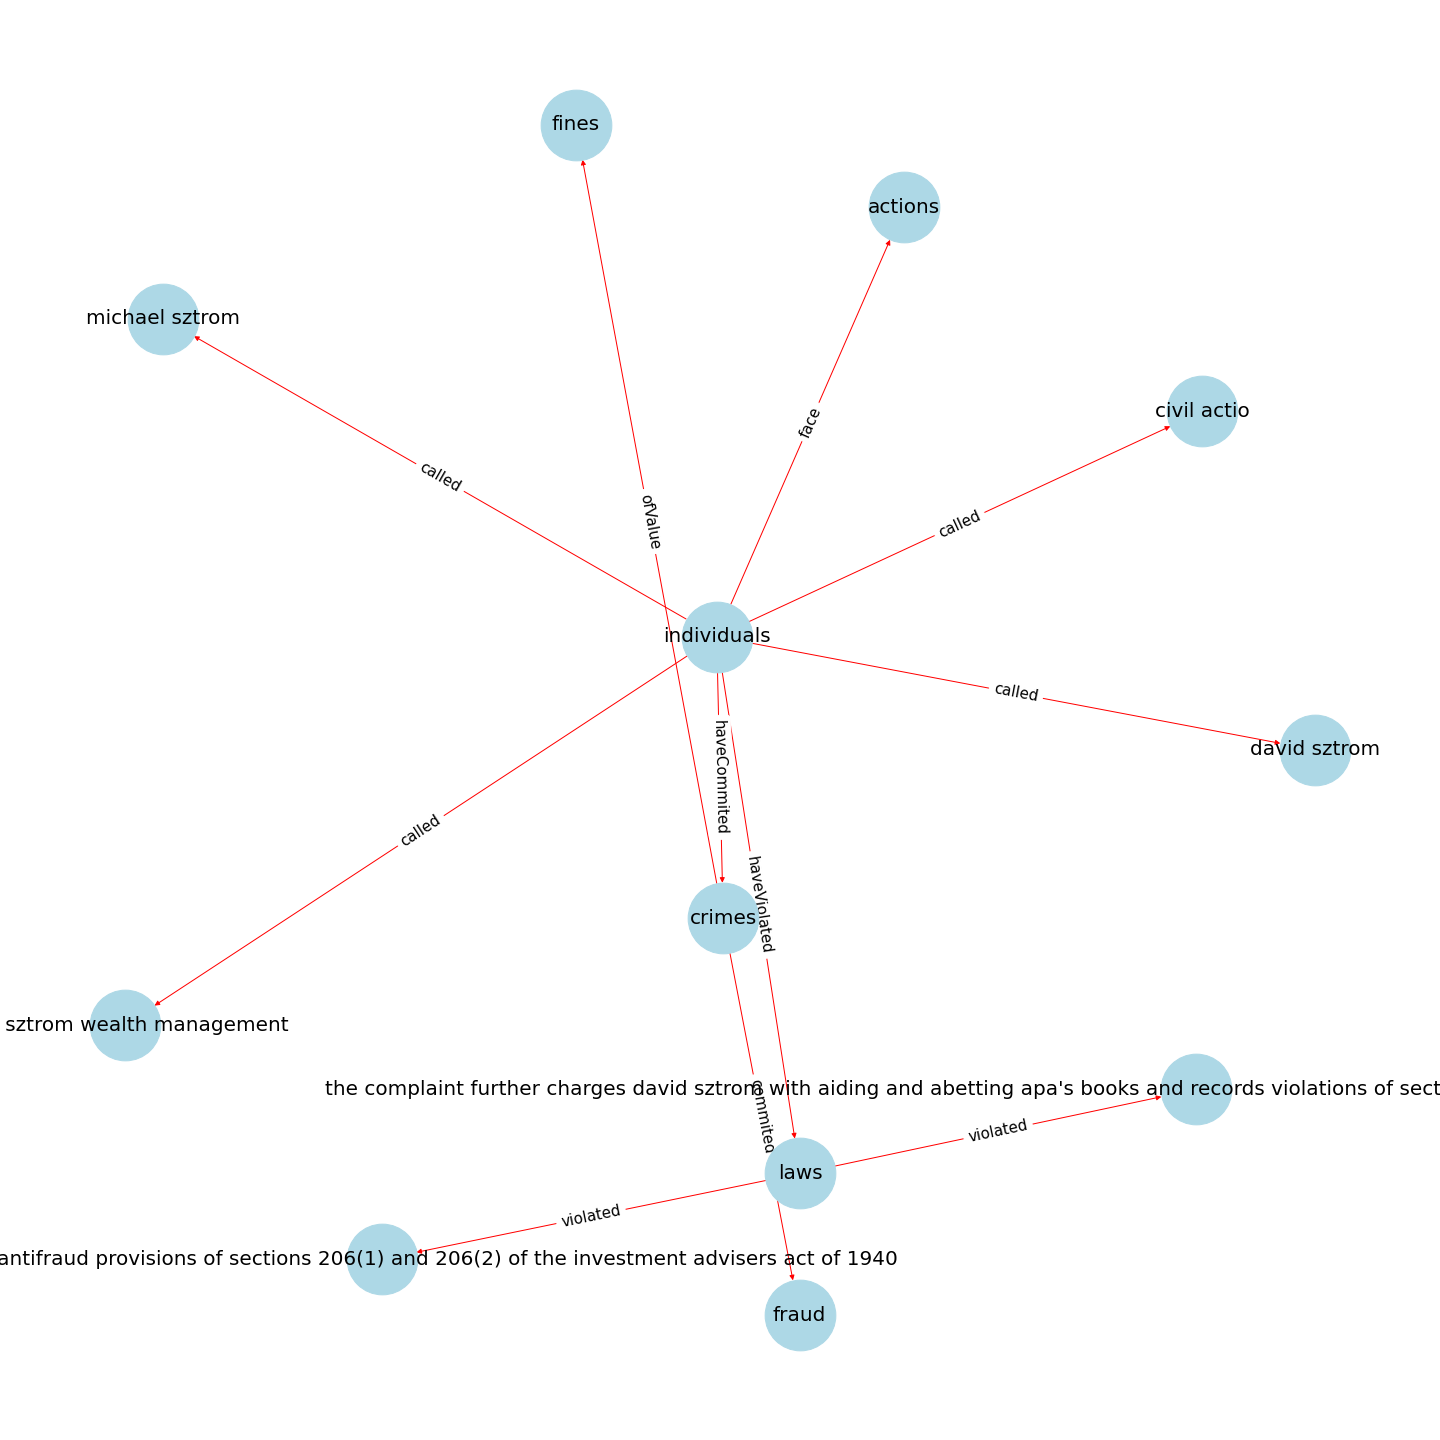 fines
actions
michael sztrom
civil actio
face
called
called
ofValue
individuals
called
david sztrom
haveCommited
called
haveViolated
crimes
sztrom wealth management
the complaint further charges david sztrom with aiding and abetting apa's books and records violations of sect
commited
violated
laws
violated
antifraud provisions of sections 206(1) and 206(2) of the investment advisers act of 1940
fraud